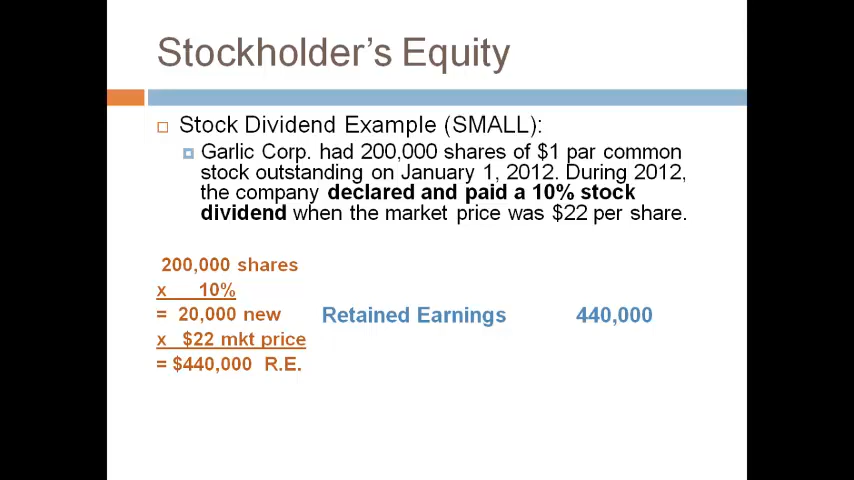 Stockholder's Equity
Stock Dividend Example (SMALL):
Garlic Corp. had 200,000 shares of $1 par common
stock outstanding on January 1, 2012. During 2012,
the company declared and paid a 10% stock
dividend when the market price was $22 per share.
200,000 shares
x 10%
= 20,000 new
x $22 mkt price
= $440,000 R.E.
Retained Earnings 440,000